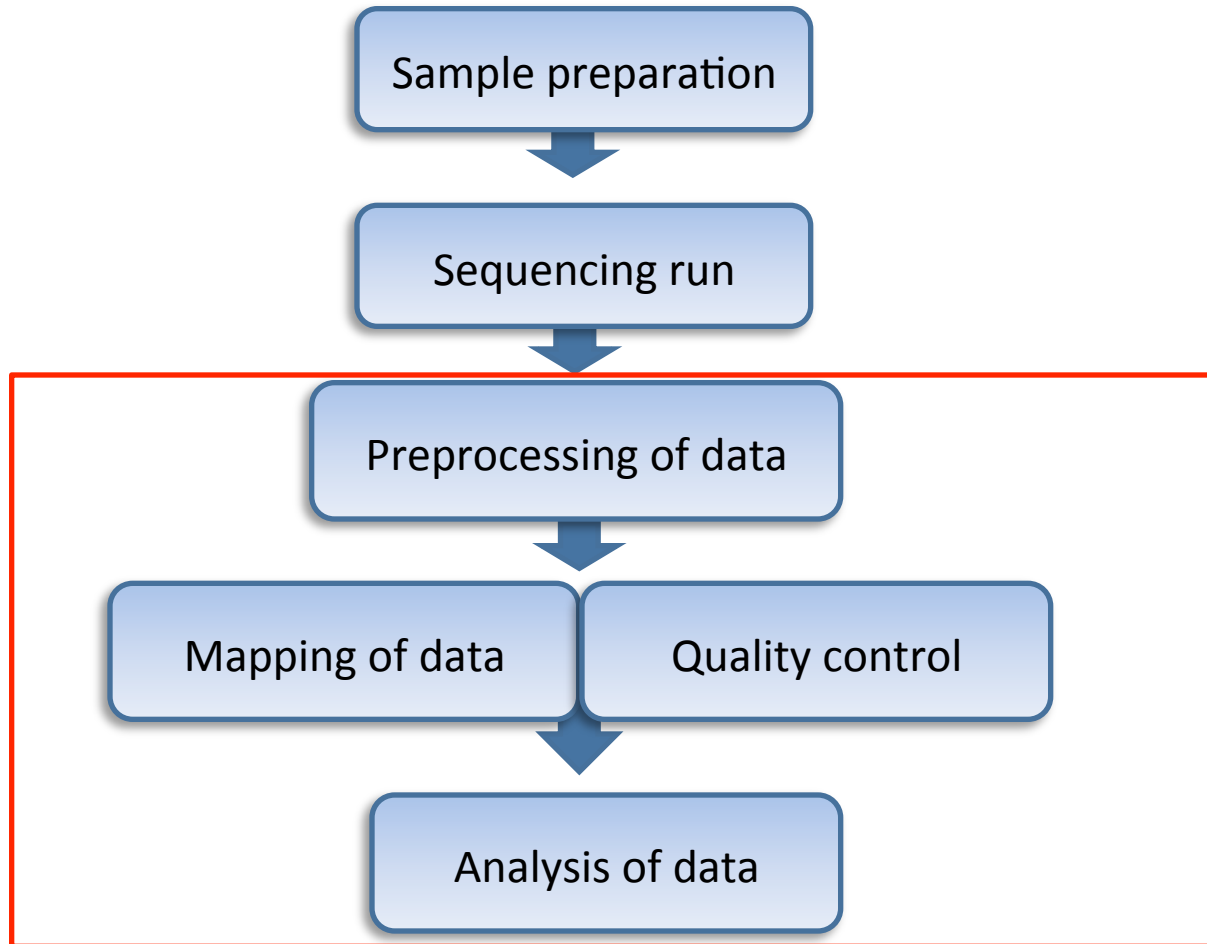 Sample preparation
Sequencing run
Preprocessing of data
Mapping of data
Quality control
Analysis of data